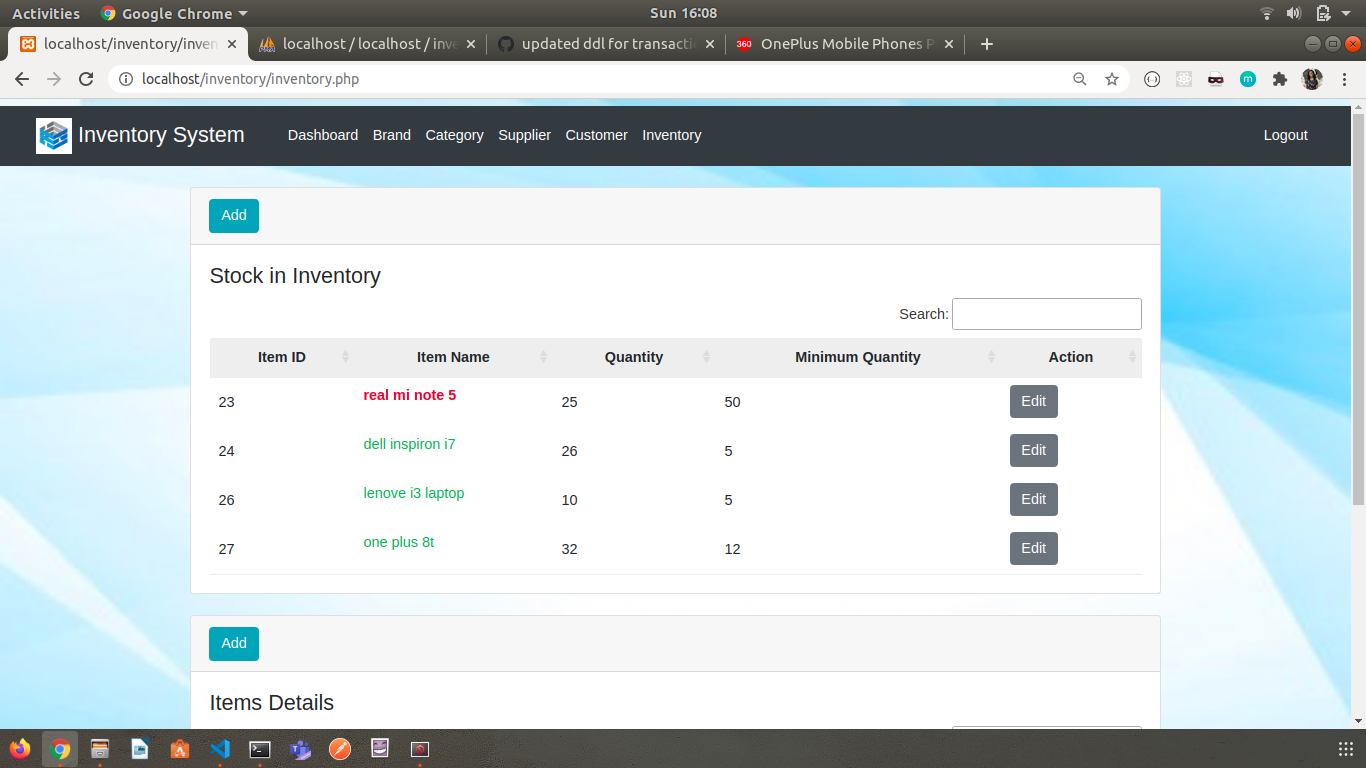 Activities Google Chrome Sun 16:08
localhost/inventory/inven localhost / localhost / inve updated ddl for transacti 360 OnePlus Mobile Phones P
localhost/inventory/inventory.php
Inventory System Dashboard Brand Category Supplier Customer Inventory Logout
Add
Stock in Inventory
Search:
Item ID Item Name Quantity Minimum Quantity Action
23 real mi note 5 25 50 Edit
24 dell inspiron i7 26 5 Edit
26 lenove i3 laptop 10 5 Edit
27 one plus 8t 32 12 Edit
Add
Items Details